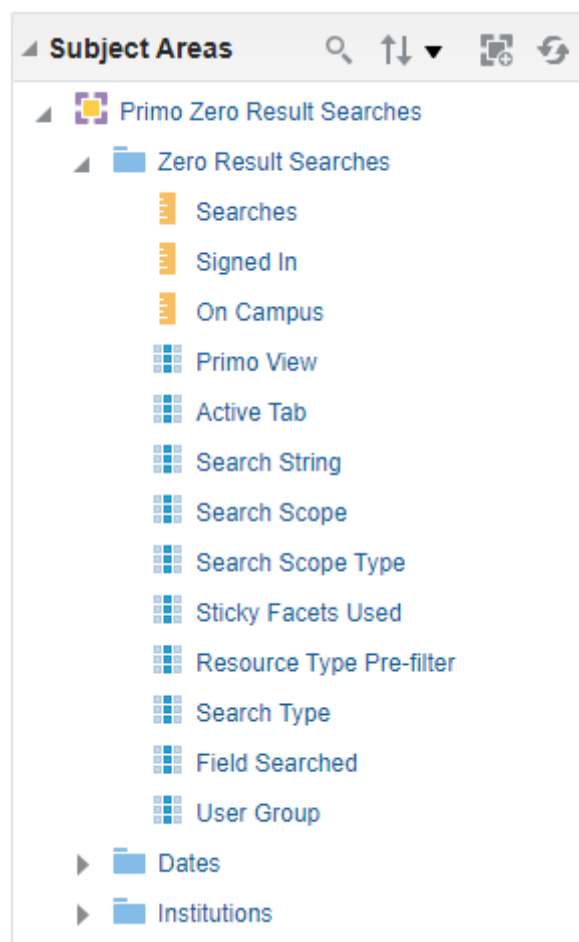 Subject Areas
Primo Zero Result Searches
Zero Result Searches
Searches
Signed In
On Campus
Primo View
Active Tab
Search String
Search Scope
Search Scope Type
Sticky Facets Used
Resource Type Pre-filter
Search Type
Field Searched
User Group
Dates
Institutions